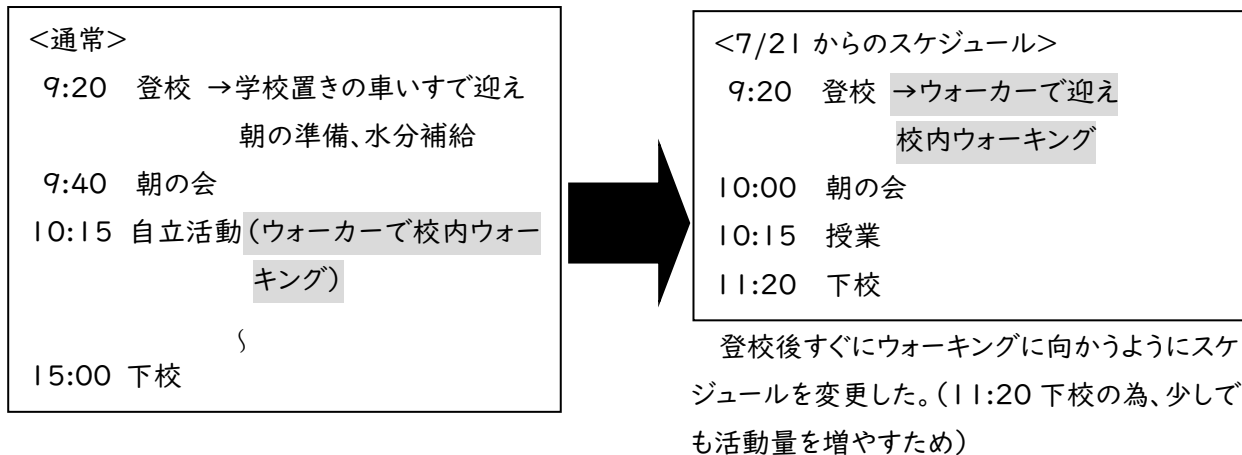 <通常>
9:20 登校 →学校置きの車いすで迎え
朝の準備、水分補給
9:40 朝の会
10:15 自立活動(ウォーカーで校内ウォー
キング)
〜
15:00 下校
<7/21 からのスケジュール>
9:20 登校 →ウォーカーで迎え
校内ウォーキング
10:00 朝の会
10:15 授業
11:20 下校
登校後すぐにウォーキングに向かうようにスケ
ジュールを変更した。(11:20 下校の為、少しで
も活動量を増やすため)